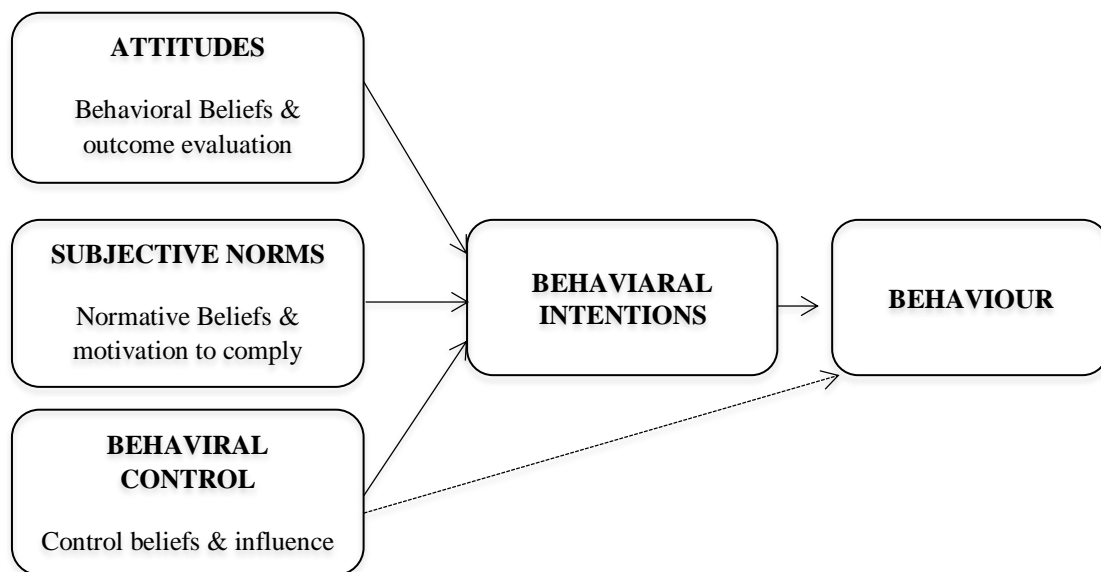 ATTITUDES
Behavioral Beliefs &
outcome evaluation
SUBJECTIVE NORMS
Normative Beliefs &
motivation to comply
BEHAVIRAL
CONTROL
Control beliefs & influence
BEHAVIARAL
INTENTIONS
BEHAVIOUR